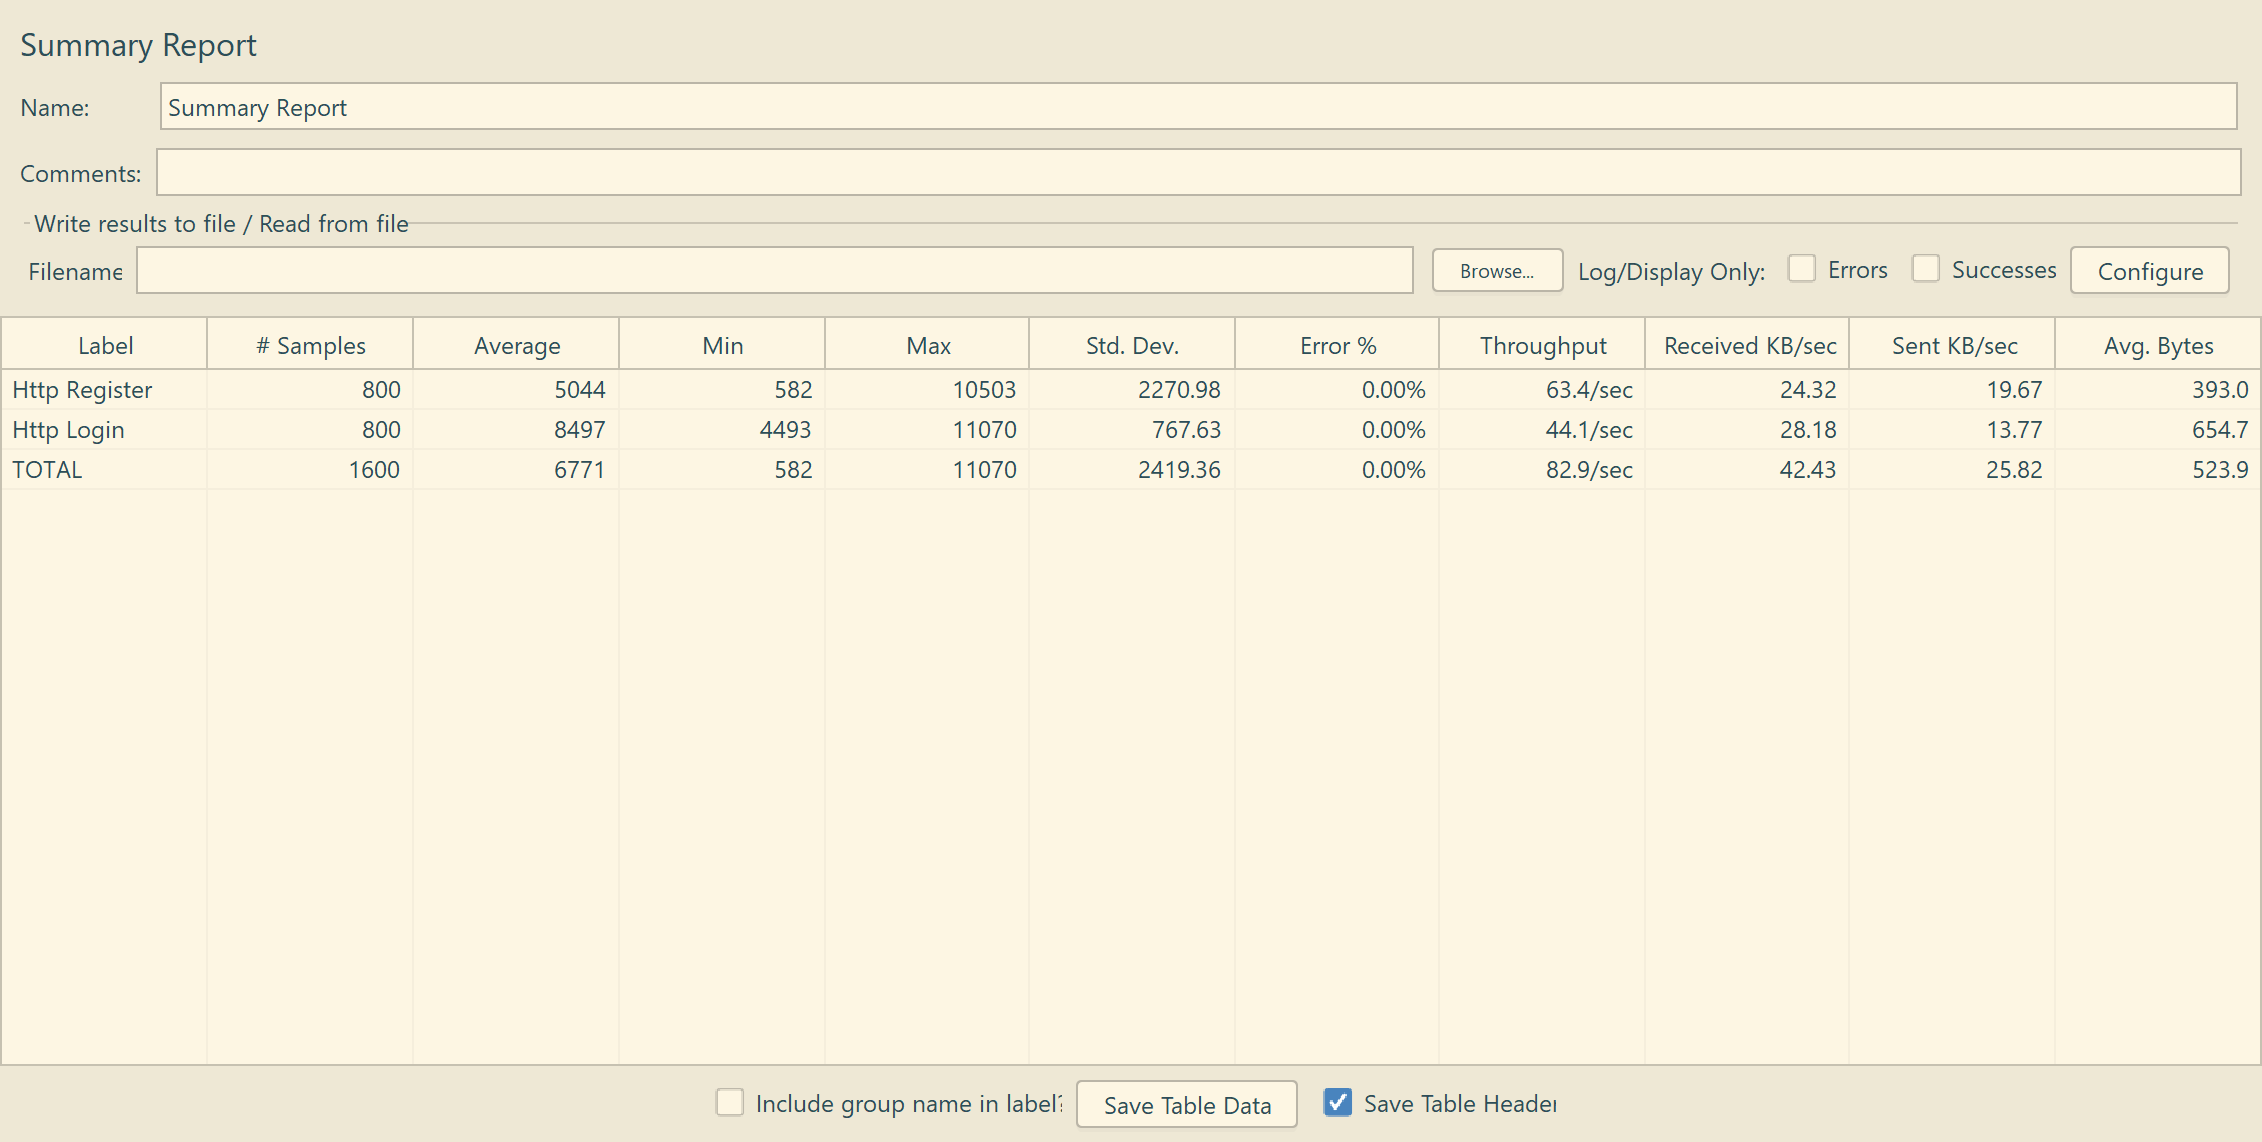 Summary Report
Name: Summary Report
Comments:
Write results to file / Read from file
Filename Browse... Log/Display Only: Errors Successes Configure
Label # Samples Average Min Max Std. Dev. Error % Throughput Received KB/sec Sent KB/sec Avg. Bytes
Http Register 800 5044 582 10503 2270.98 0.00% 63.4/sec 24.32 19.67 393.0
Http Login 800 8497 4493 11070 767.63 0.00% 44.1/sec 28.18 13.77 654.7
TOTAL 1600 6771 582 11070 2419.36 0.00% 82.9/sec 42.43 25.82 523.9
Include group name in label? Save Table Data Save Table Header